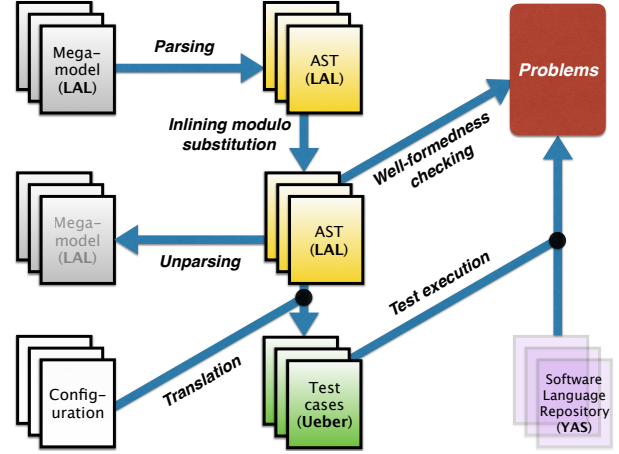 Mega-
model
(LAL)
Parsing
AST
(LAL)
Problems
Inlining modulo
substitution
Well-formedness
checking
Mega-
model
(LAL)
Unparsing
AST
(LAL)
Test execution
Translation
Config-
uration
Test
cases
(Ueber)
Software
Language
Repository
(YAS)